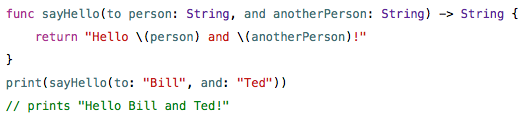 func sayHello(to person: String, and anotherPerson: String) -> String {
    return "Hello \(person) and \(anotherPerson)!"
}
print(sayHello(to: "Bill", and: "Ted"))
// prints "Hello Bill and Ted!"